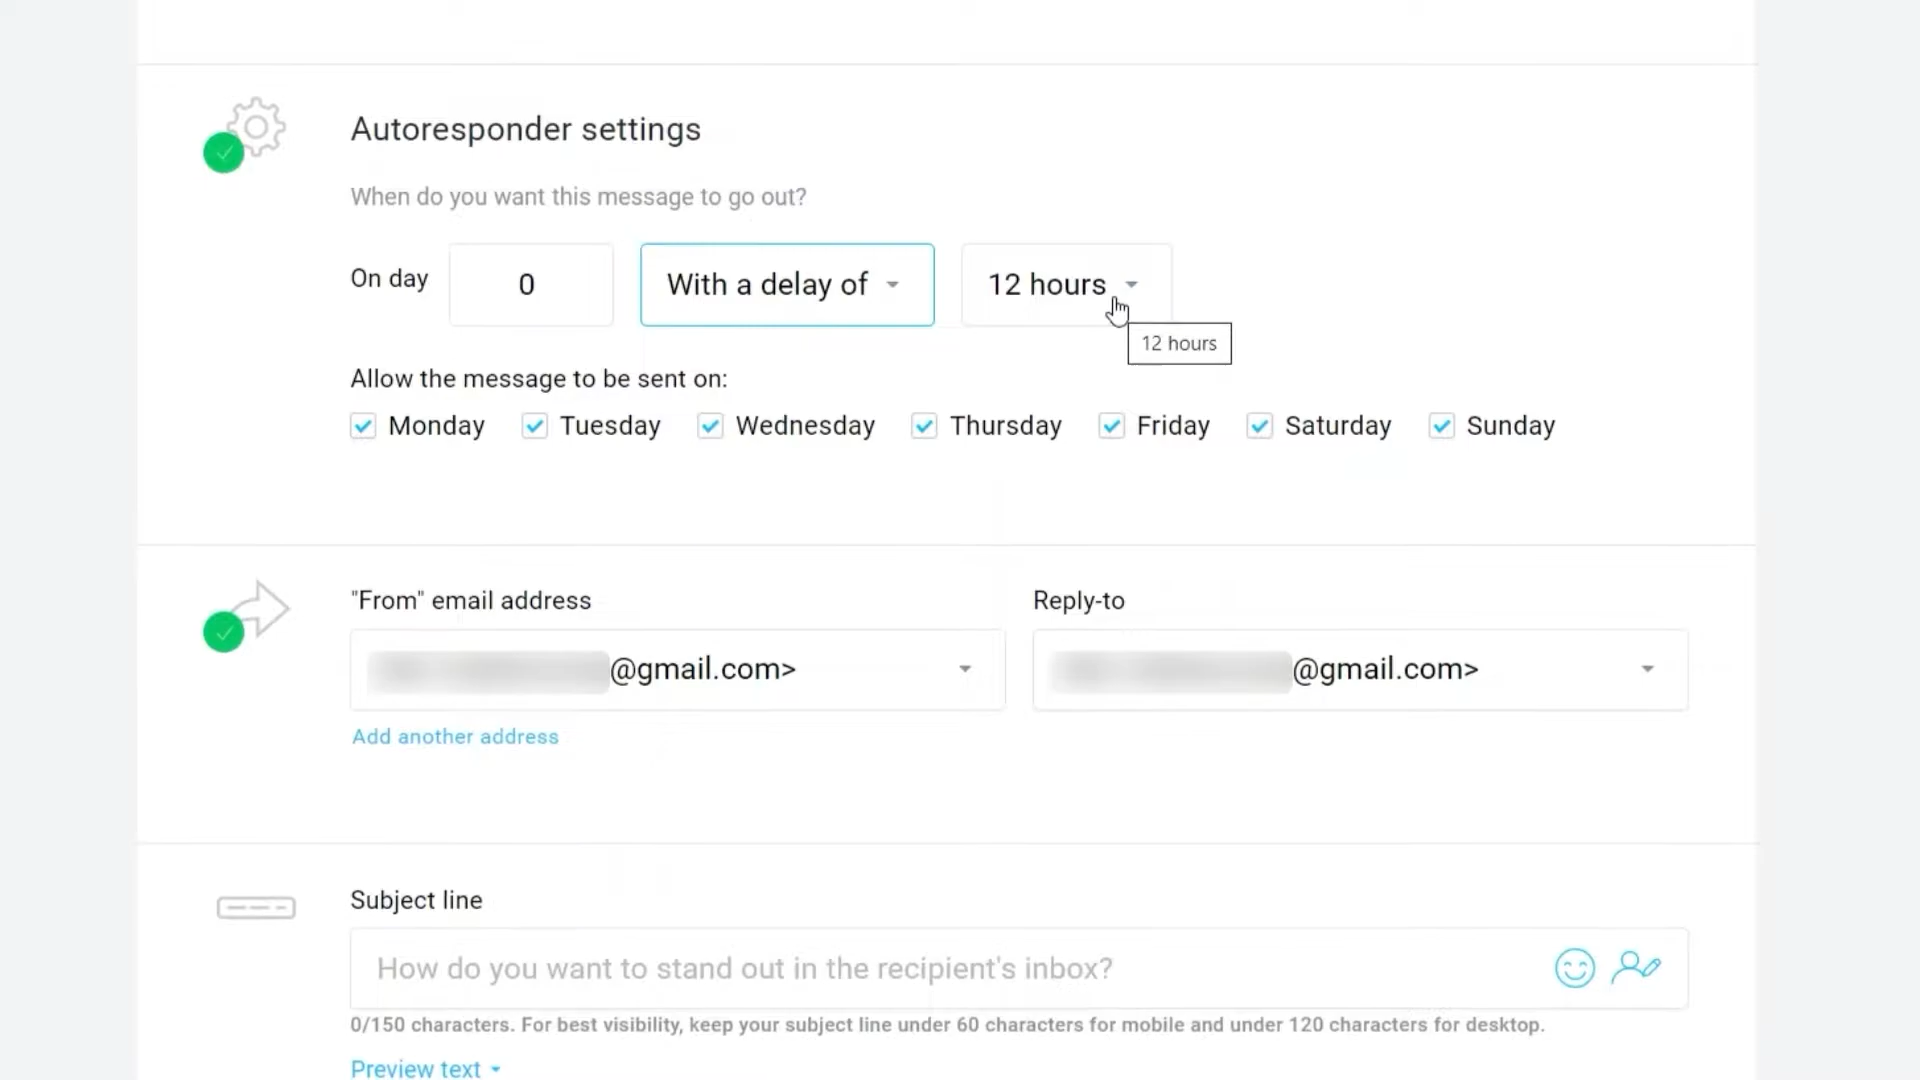 Autoresponder settings
When do you want this message to go out?
On day 0 With a delay of 12 hours
12 hours
Allow the message to be sent on:
Monday Tuesday Wednesday Thursday Friday Saturday Sunday
"From" email address Reply-to
@gmail.com> @gmail.com>
Add another address
Subject line
How do you want to stand out in the recipient's inbox?
0/150 characters. For best visibility, keep your subject line under 60 characters for mobile and under 120 characters for desktop.
Preview text